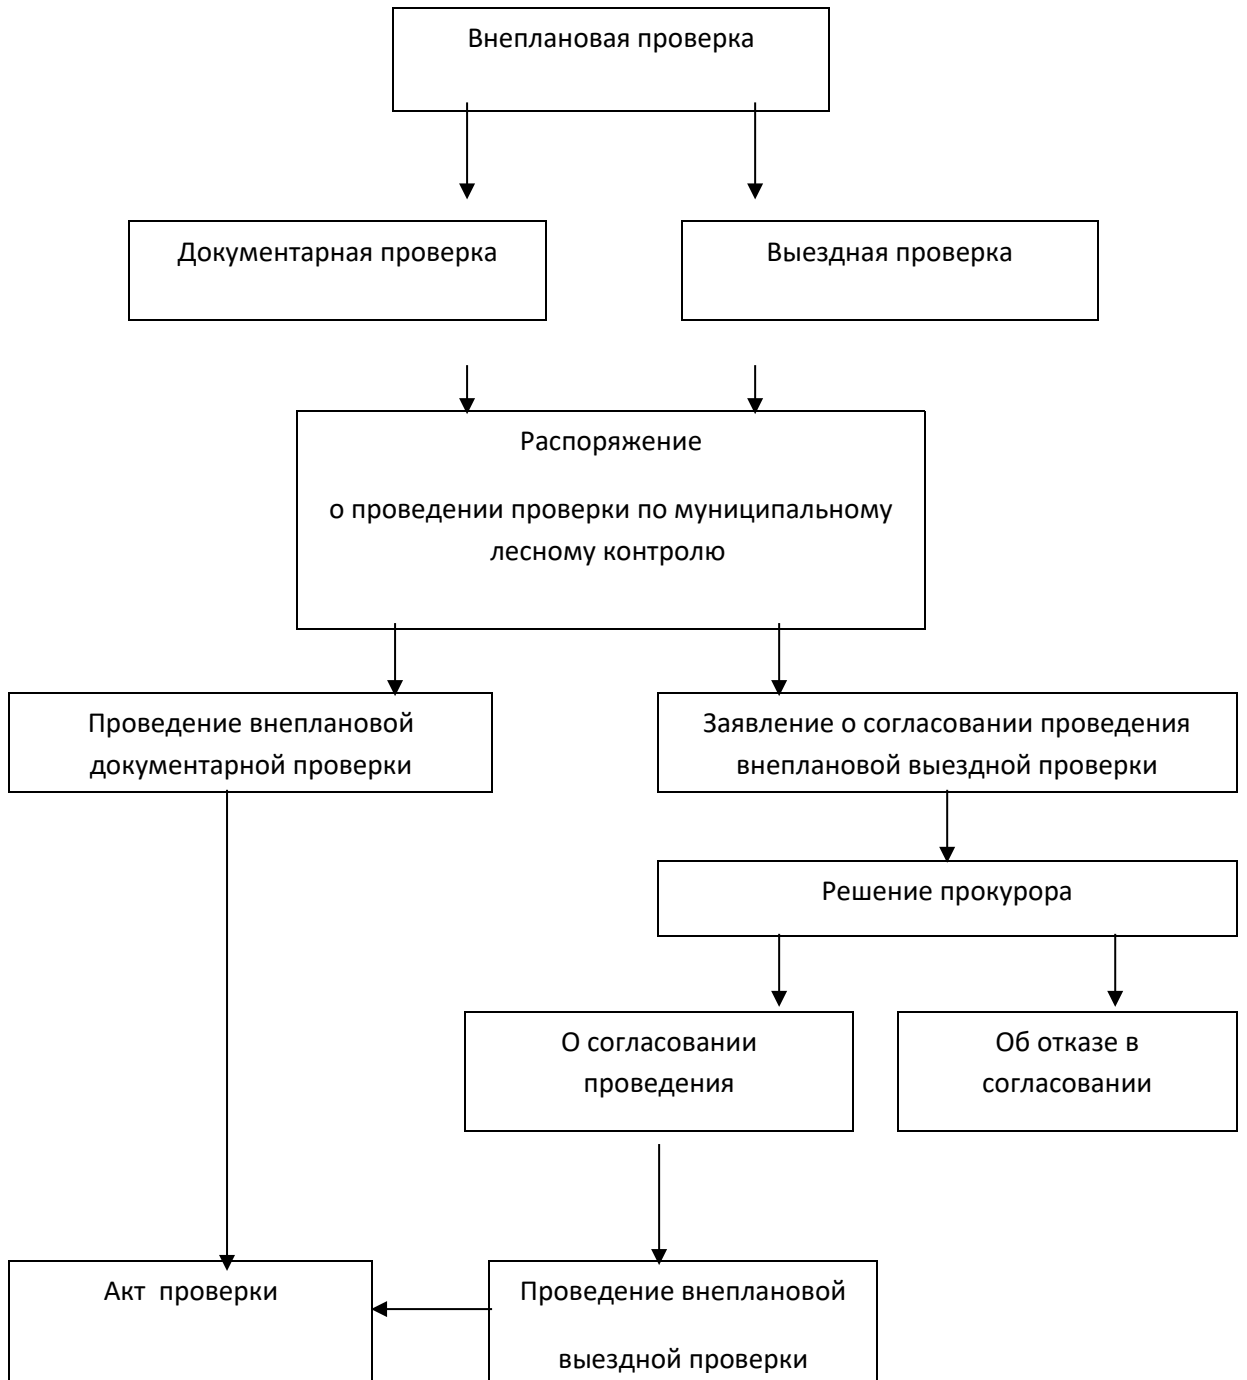 Внеплановая проверка
Документарная проверка
Выездная проверка
Распоряжение
о проведении проверки по муниципальному
лесному контролю
Проведение внеплановой
документарной проверки
Заявление о согласовании проведения
внеплановой выездной проверки
Решение прокурора
О согласовании
проведения
Об отказе в
согласовании
Акт  проверки
Проведение внеплановой
выездной проверки